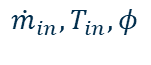 ṁ_in, T_in, ϕ